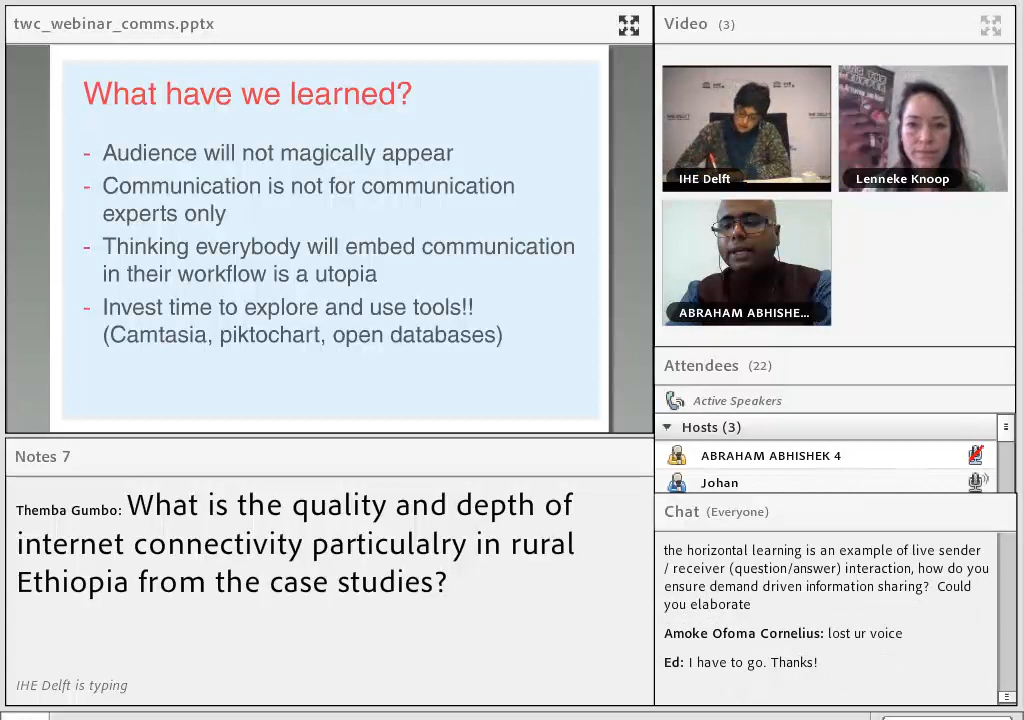 twc_webinar_comms.pptx
What have we learned?
- Audience will not magically appear
- Communication is not for communication
experts only
- Thinking everybody will embed communication
in their workflow is a utopia
- Invest time to explore and use tools!!
(Camtasia, piktochart, open databases)
Notes 7
Themba Gumbo: What is the quality and depth of
internet connectivity particulalry in rural
Ethiopia from the case studies?
IHE Delft is typing
Video (3)
IHE Delft
Lenneke Knoop
ABRAHAM ABHISHE...
Attendees (22)
Active Speakers
Hosts (3)
ABRAHAM ABHISHEK 4
Johan
Chat (Everyone)
the horizontal learning is an example of live sender
/ receiver (question/answer) interaction, how do you
ensure demand driven information sharing? Could
you elaborate
Amoke Ofoma Cornelius: lost ur voice
Ed: I have to go. Thanks!